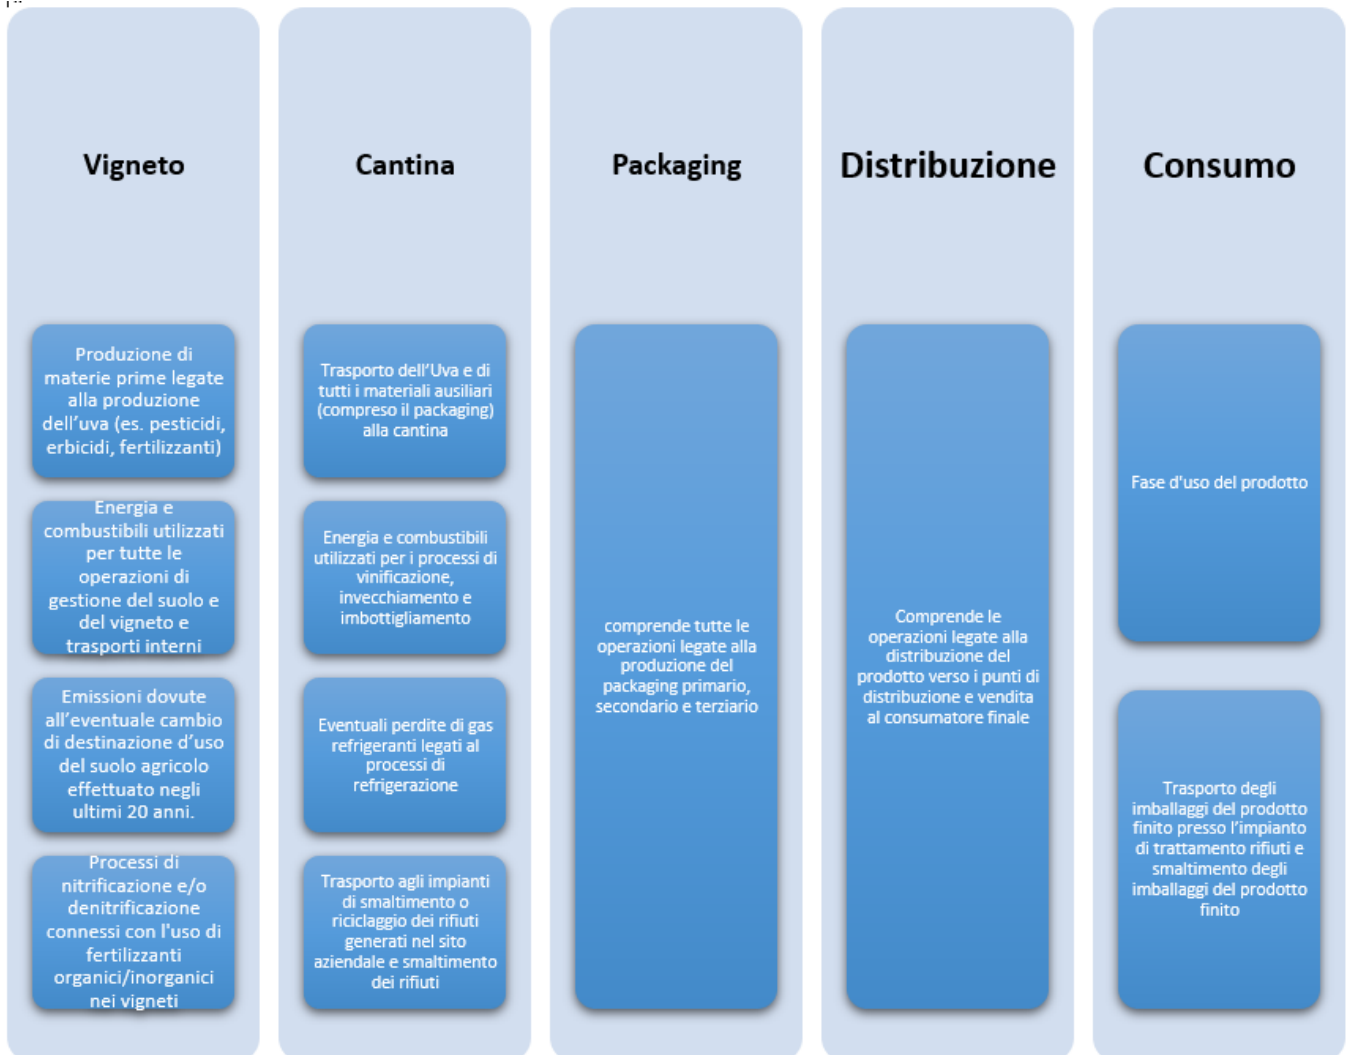 Vigneto
Produzione di
materie prime legate
alla produzione
dell'uva (es. pesticidi,
erbicidi, fertilizzanti)
Energia e
combustibili utilizzati
per tutte le
operazioni di
gestione del suolo e
del vigneto e
trasporti interni
Emissioni dovute
all'eventuale cambio
di destinazione d'uso
del suolo agricolo
effettuato negli
ultimi 20 anni.
Processi di
nitrificazione e/o
denitrificazione
connessi con l'uso di
fertilizzanti
organici/inorganici
nei vigneti
Cantina
Trasporto dell'Uva e di
tutti i materiali ausiliari
(compreso il packaging)
alla cantina
Energia e combustibili
utilizzati per i processi di
vinificazione,
invecchiamento e
imbottigliamento
Eventuali perdite di gas
refrigeranti legati al
processi di
refrigerazione
Trasporto agli impianti
di smaltimento o
riciclaggio dei rifiuti
generati nel sito
aziendale e smaltimento
dei rifiuti
Packaging
comprende tutte le
operazioni legate alla
produzione del
packaging primario,
secondario e terziario
Distribuzione
Comprende le
operazioni legate alla
distribuzione del
prodotto verso i punti di
distribuzione e vendita
al consumatore finale
Consumo
Fase d'uso del prodotto
Trasporto degli
imballaggi del prodotto
finito presso l'impianto
di trattamento rifiuti e
smaltimento degli
imballaggi del prodotto
finito